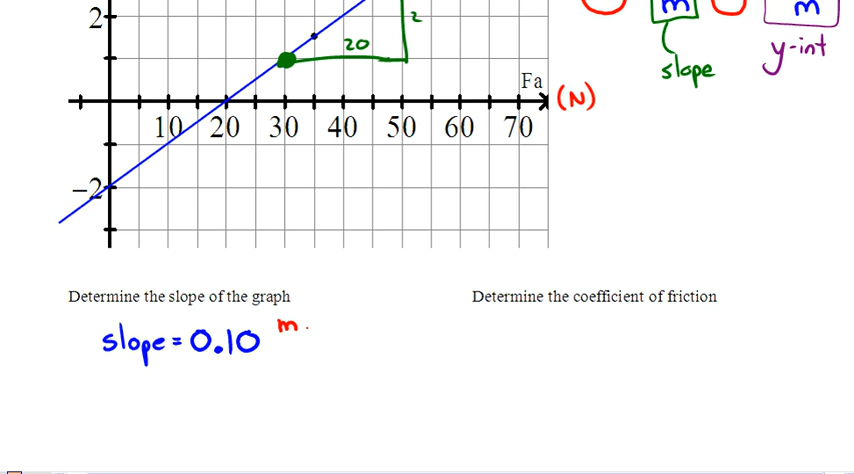 2
2
20
m
m
slope
y-int
Fa
(N)
10 20 30 40 50 60 70
-2
Determine the slope of the graph
Determine the coefficient of friction
slope = 0.10 m.